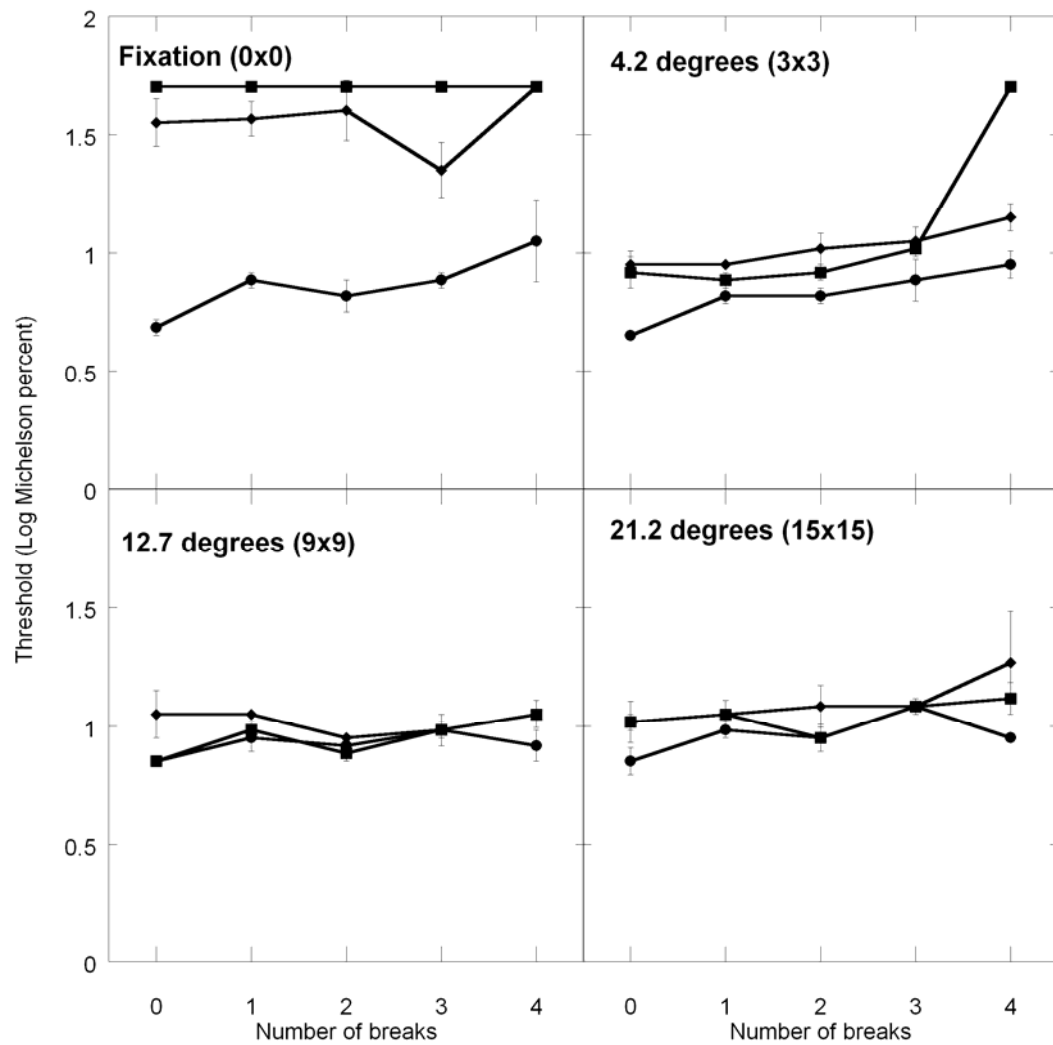 Threshold (Log Michelson percent)
2
1.5
1
0.5
0
Fixation (0x0)
4.2 degrees (3x3)
1.5
1
0.5
0
12.7 degrees (9x9)
21.2 degrees (15x15)
0 1 2 3 4
Number of breaks
0 1 2 3 4
Number of breaks